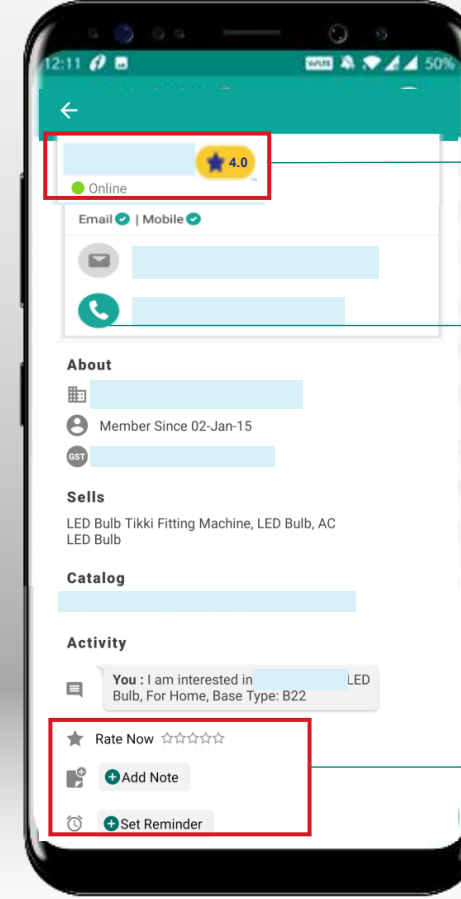 12:11
VoLTE
50%
4.0
Online
Email | Mobile
About
Member Since 02-Jan-15
GST
Sells
LED Bulb Tikki Fitting Machine, LED Bulb, AC
LED Bulb
Catalog
Activity
You : I am interested in LED
Bulb, For Home, Base Type: B22
Rate Now
Add Note
Set Reminder